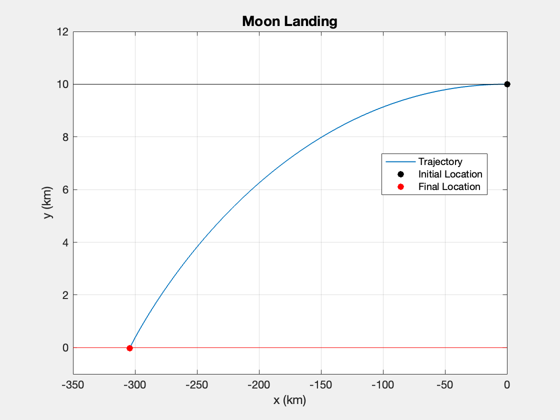 Moon Landing
12
10
8
6
4
2
0
y (km)
Trajectory
Initial Location
Final Location
-350 -300 -250 -200 -150 -100 -50 0
x (km)